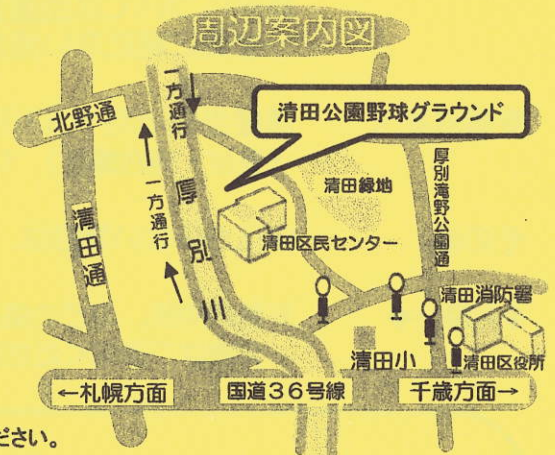 周辺案内図
一方通行
北野通
清田公園野球グラウンド
一方通行
厚別川
清田通
清田緑地
厚別滝野公園通
清田区民センター
清田消防署
清田小
清田区役所
←札幌方面
国道36号線
千歳方面→
ださい。